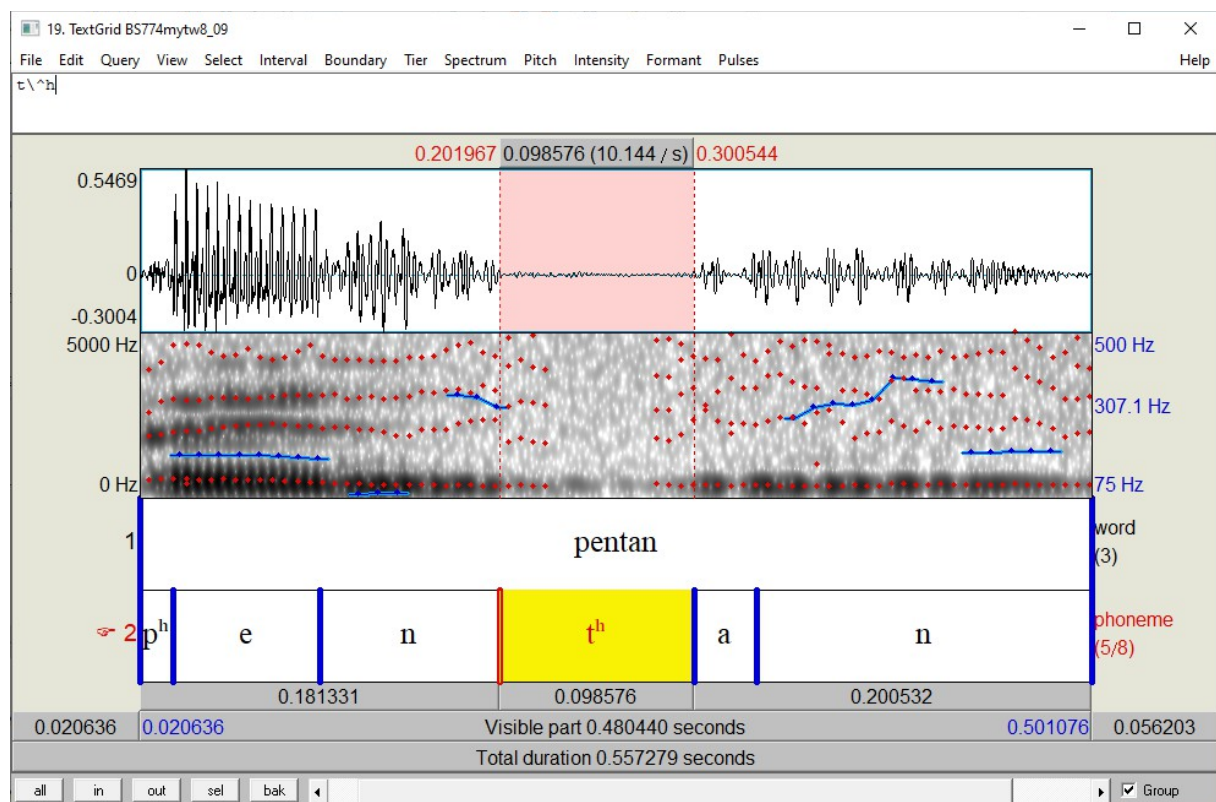 19. TextGrid BS774mytw8_09
File Edit Query View Select Interval Boundary Tier Spectrum Pitch Intensity Formant Pulses Help
t\^h
0.201967 0.098576 (10.144 / s) 0.300544
0.5469
0
-0.3004
5000 Hz 500 Hz
307.1 Hz
0 Hz 75 Hz
1 pentan word
(3)
☞ 2 pʰ e n tʰ a n phoneme
(5/8)
0.181331 0.098576 0.200532
0.020636 0.020636 Visible part 0.480440 seconds 0.501076 0.056203
Total duration 0.557279 seconds
all in out sel bak Group